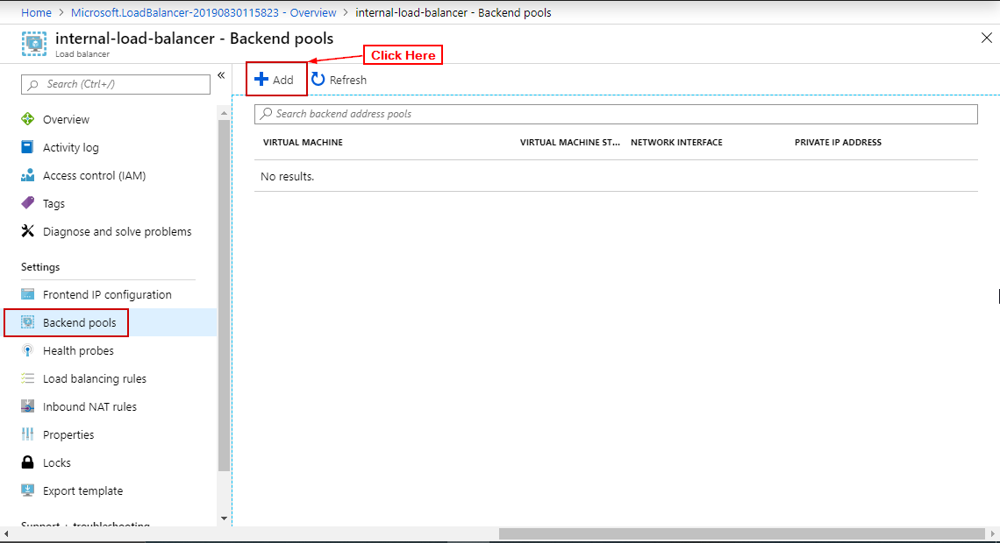 Home > Microsoft.LoadBalancer-20190830115823 - Overview > internal-load-balancer - Backend pools
internal-load-balancer - Backend pools
Load balancer
Click Here
Search (Ctrl+/)
«
Add
Refresh
Search backend address pools
VIRTUAL MACHINE VIRTUAL MACHINE ST... NETWORK INTERFACE PRIVATE IP ADDRESS
No results.
Overview
Activity log
Access control (IAM)
Tags
Diagnose and solve problems
Settings
Frontend IP configuration
Backend pools
Health probes
Load balancing rules
Inbound NAT rules
Properties
Locks
Export template
Support + troubleshooting